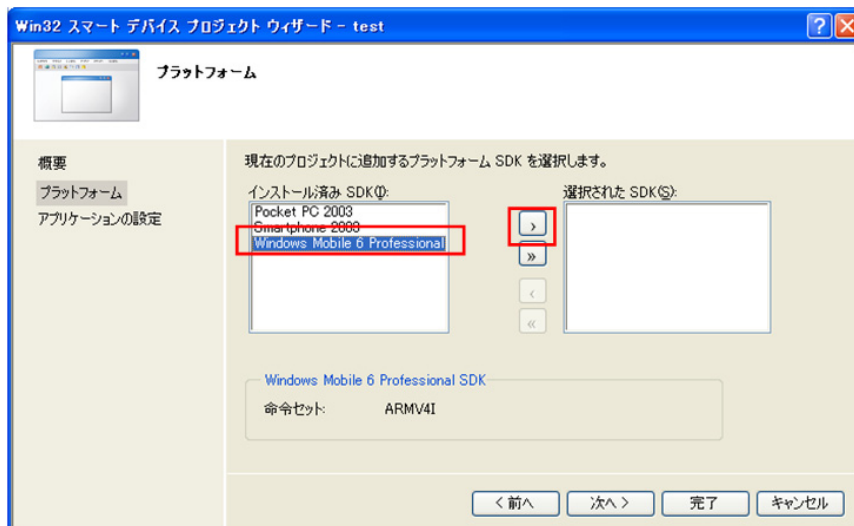 Win32 スマート デバイス プロジェクト ウィザード - test
プラットフォーム
概要
プラットフォーム
アプリケーションの設定
現在のプロジェクトに追加するプラットフォーム SDK を選択します。
インストール済み SDK(I):
Pocket PC 2003
Smartphone 2003
Windows Mobile 6 Professional
選択された SDK(S):
Windows Mobile 6 Professional SDK
命令セット: ARMV4I
< 前へ
次へ >
完了
キャンセル